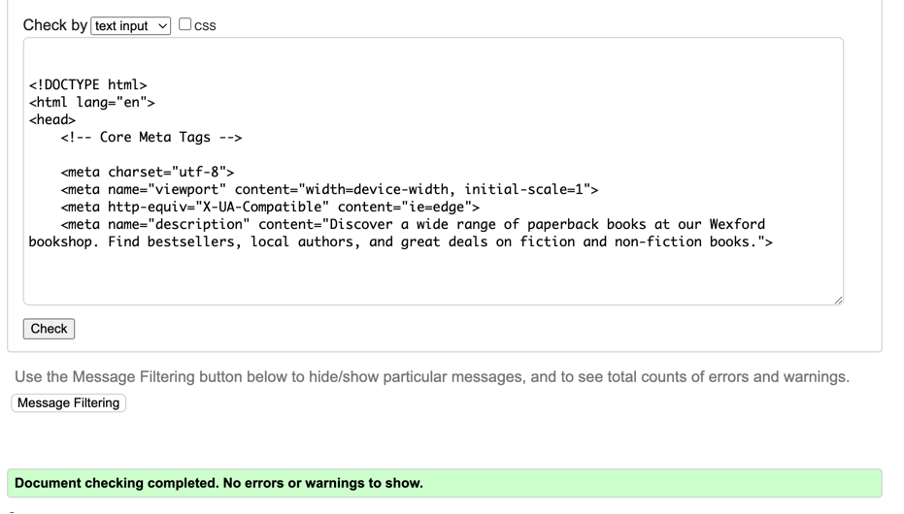 Check by text input css
<!DOCTYPE html>
<html lang="en">
<head>
<!-- Core Meta Tags -->
<meta charset="utf-8">
<meta name="viewport" content="width=device-width, initial-scale=1">
<meta http-equiv="X-UA-Compatible" content="ie=edge">
<meta name="description" content="Discover a wide range of paperback books at our Wexford
bookshop. Find bestsellers, local authors, and great deals on fiction and non-fiction books.">
Check
Use the Message Filtering button below to hide/show particular messages, and to see total counts of errors and warnings.
Message Filtering
Document checking completed. No errors or warnings to show.